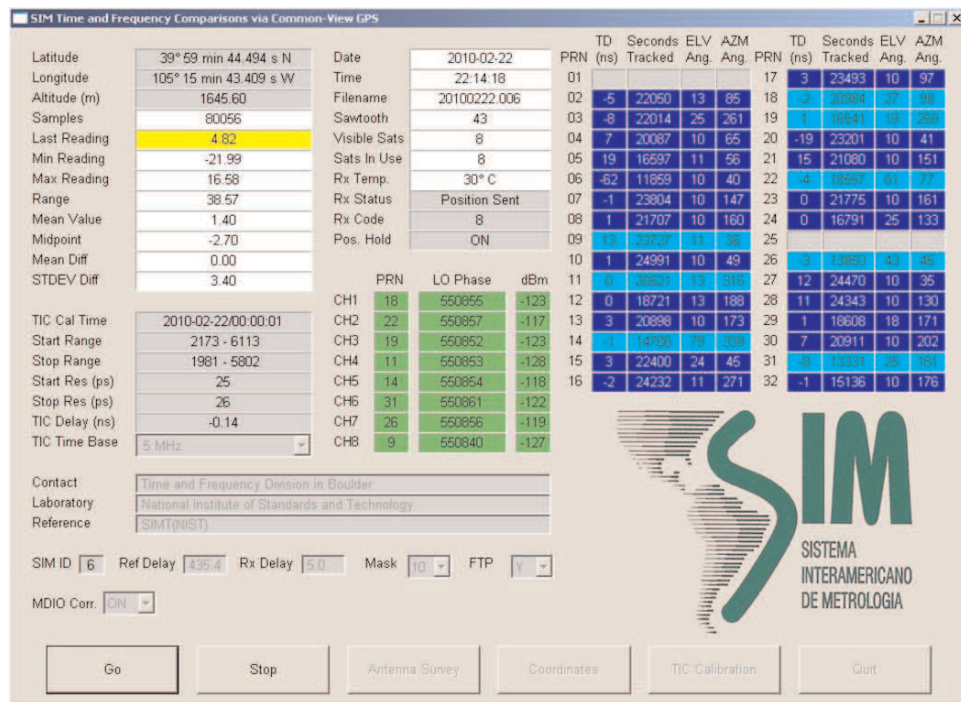 SIM Time and Frequency Comparisons via Common-View GPS
Latitude 39° 59 min 44.494 s N
Longitude 105° 15 min 43.409 s W
Altitude (m) 1645.60
Samples 80056
Last Reading 4.82
Min Reading -21.99
Max Reading 16.58
Range 38.57
Mean Value 1.40
Midpoint -2.70
Mean Diff 0.00
STDEV Diff 3.40
TIC Cal Time 2010-02-22/00:00:01
Start Range 2173 - 6113
Stop Range 1981 - 5802
Start Res (ps) 25
Stop Res (ps) 26
TIC Delay (ns) -0.14
TIC Time Base 5 MHz
Date 2010-02-22
Time 22:14:18
Filename 20100222.006
Sawtooth 43
Visible Sats 8
Sats In Use 8
Rx Temp. 30° C
Rx Status Position Sent
Rx Code 8
Pos. Hold ON
PRN LO Phase dBm
CH1 18 550855 -123
CH2 22 550857 -117
CH3 19 550852 -123
CH4 11 550853 -128
CH5 14 550854 -118
CH6 31 550861 -122
CH7 26 550856 -119
CH8 9 550840 -127
TD Seconds ELV AZM
PRN (ns) Tracked Ang. Ang.
01
02 -5 22050 13 85
03 -8 22014 25 261
04 7 20087 10 65
05 19 16597 11 56
06 -62 11859 10 40
07 -1 23804 10 147
08 1 21707 10 160
09 13 23727 11 36
10 1 24991 10 49
11 0 13 316
12 0 18721 13 188
13 3 20898 10 173
14 -1 14786 79 339
15 3 22400 24 45
16 -2 24232 11 271
TD Seconds ELV AZM
PRN (ns) Tracked Ang. Ang.
17 3 23493 10 97
18 -2 20984 27 98
19 1 16541 259
20 -19 23201 10 41
21 15 21080 10 151
22 -4 61 77
23 0 21775 10 161
24 0 16791 25 133
25
26 -3 13850 43 46
27 12 24470 10 35
28 11 24343 10 130
29 1 18608 18 171
30 7 20911 10 202
31 -8 13331 25 181
32 -1 15136 10 176
Contact Time and Frequency Division in Boulder
Laboratory National Institute of Standards and Technology
Reference SIMT(NIST)
SIM ID 6 Ref Delay 435.4 Rx Delay 5.0 Mask 10 FTP Y
MDIO Corr. ON
SIM
SISTEMA
INTERAMERICANO
DE METROLOGIA
Go Stop Antenna Survey Coordinates TIC Calibration Quit